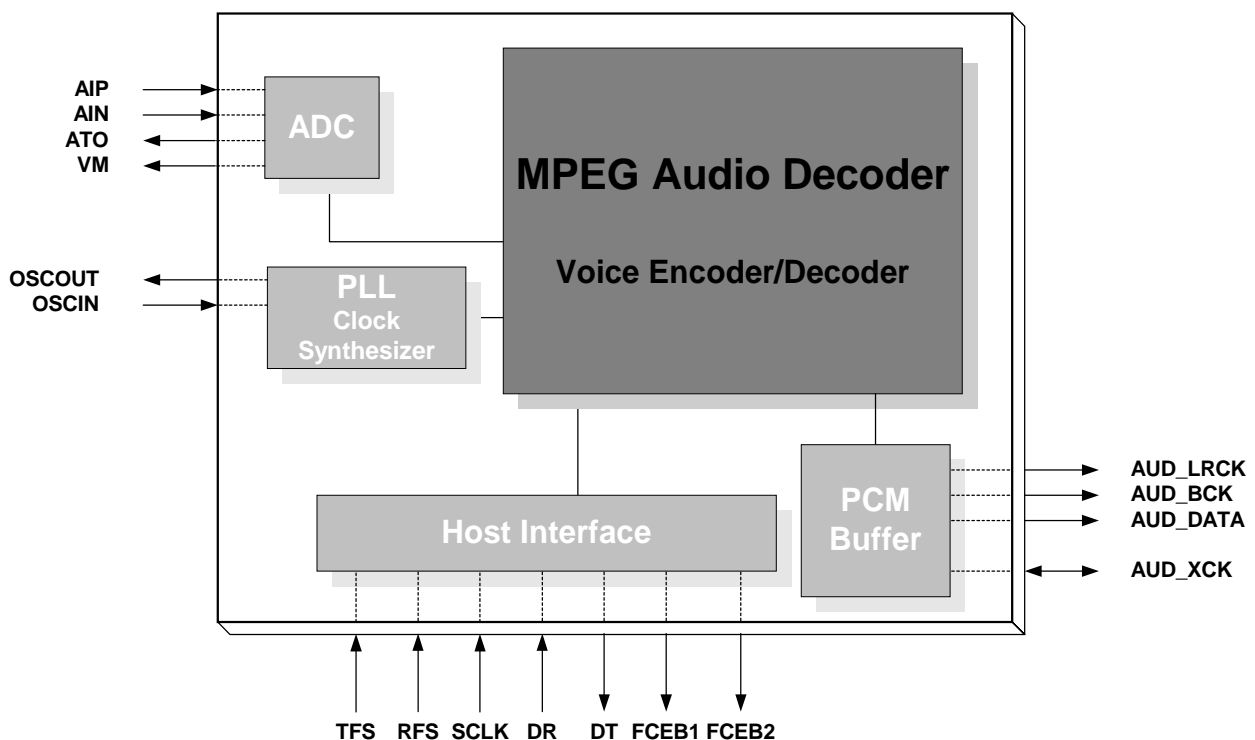 AIP
AIN
ATO
VM
ADC
MPEG Audio Decoder
Voice Encoder/Decoder
OSCOUT
OSCIN
PLL
Clock
Synthesizer
Host Interface
PCM
Buffer
AUD_LRCK
AUD_BCK
AUD_DATA
AUD_XCK
TFS RFS SCLK DR DT FCEB1 FCEB2